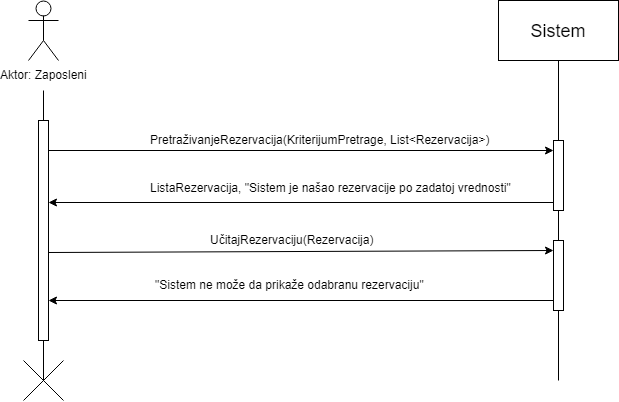 Sistem
Aktor: Zaposleni
PretraživanjeRezervacija(KriterijumPretrage, List<Rezervacija>)
ListaRezervacija, "Sistem je našao rezervacije po zadatoj vrednosti"
UčitajRezervaciju(Rezervacija)
"Sistem ne može da prikaže odabranu rezervaciju"